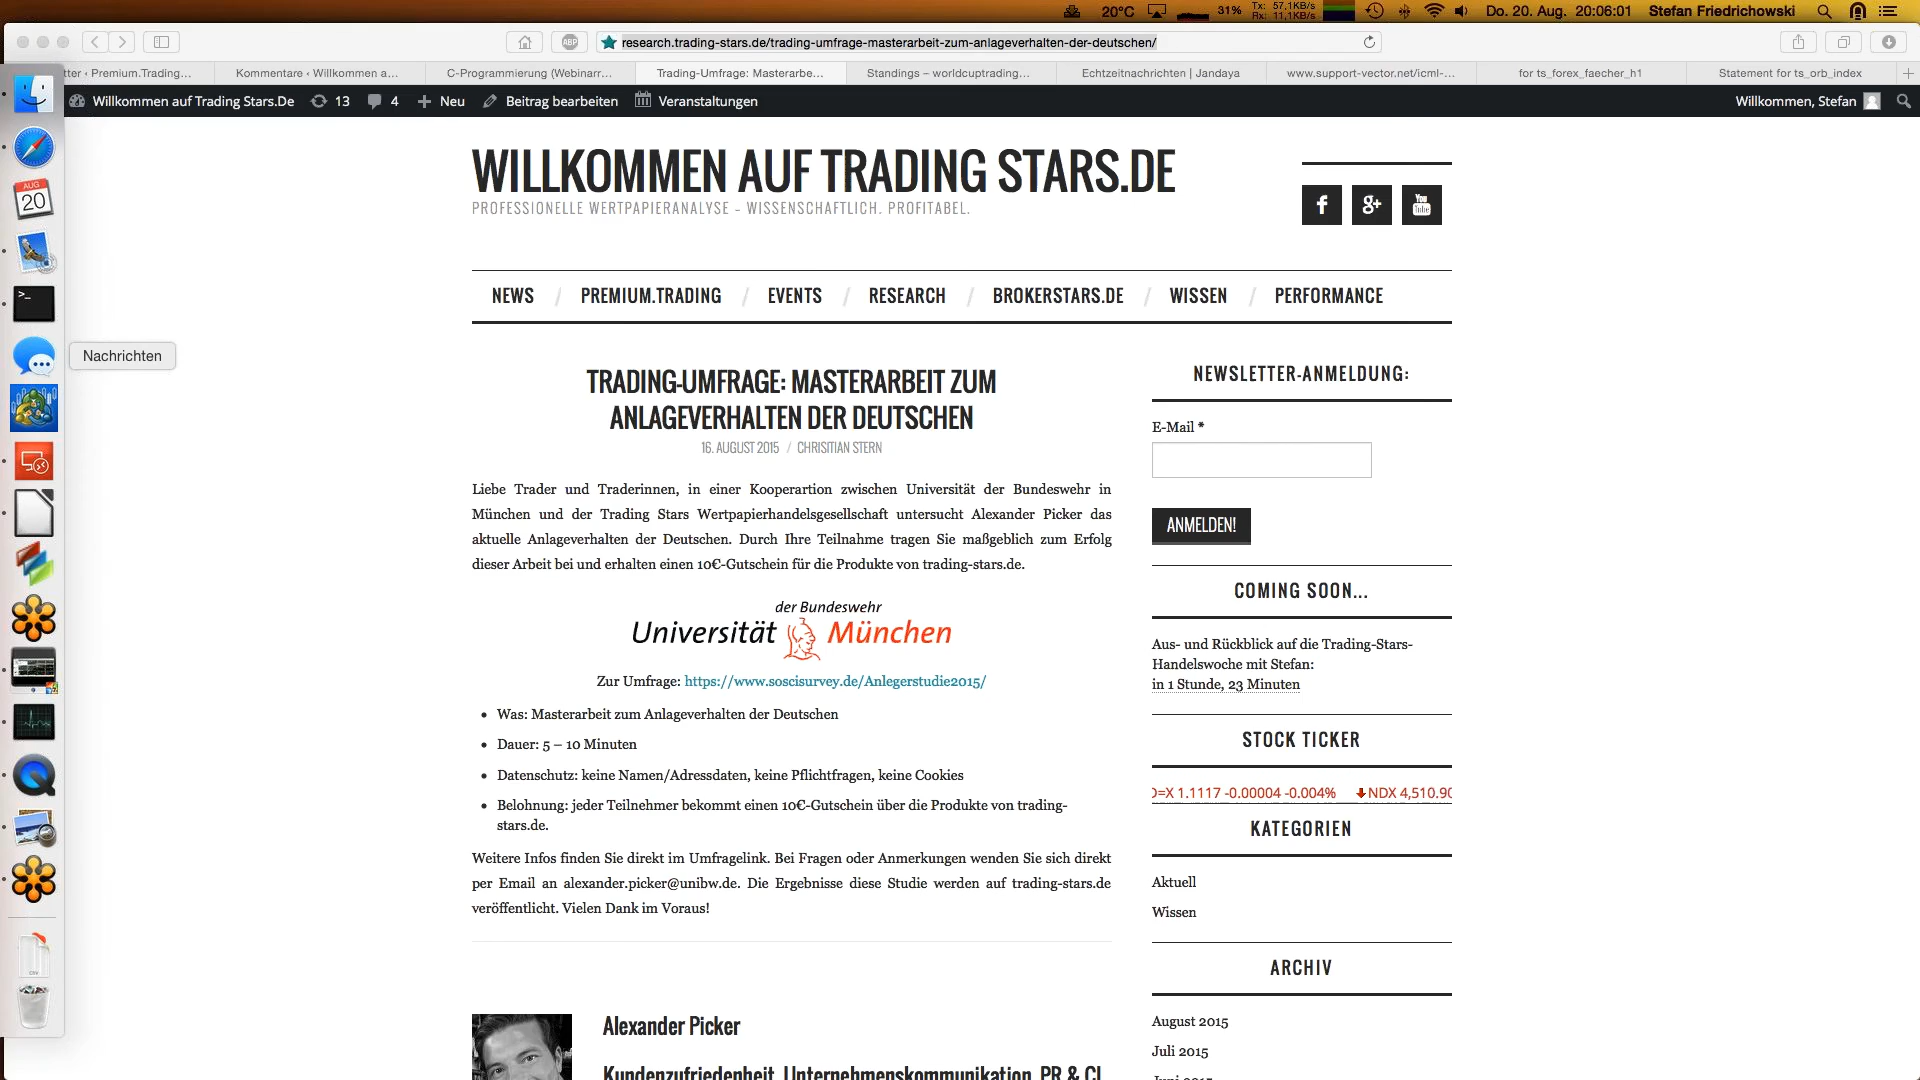 20°C
31%
Tx: 57,1KB/s
Rx: 11,1KB/s
Do. 20. Aug. 20:06:01
Stefan Friedrichowski
ABP
research.trading-stars.de/trading-umfrage-masterarbeit-zum-anlageverhalten-der-deutschen/
tter ‹ Premium.Trading...
Kommentare ‹ Willkommen a...
C-Programmierung (Webinarr...
Trading-Umfrage: Masterarbe...
Standings – worldcuptrading...
Echtzeitnachrichten | Jandaya
www.support-vector.net/icml-...
for ts_forex_faecher_h1
Statement for ts_orb_index
Willkommen auf Trading Stars.De
13
4
Neu
Beitrag bearbeiten
Veranstaltungen
Willkommen, Stefan
AUG
20
Nachrichten
WILLKOMMEN AUF TRADING STARS.DE
PROFESSIONELLE WERTPAPIERANALYSE – WISSENSCHAFTLICH. PROFITABEL.
f
g+
You
Tube
NEWS / PREMIUM.TRADING / EVENTS / RESEARCH / BROKERSTARS.DE / WISSEN / PERFORMANCE
TRADING-UMFRAGE: MASTERARBEIT ZUM
ANLAGEVERHALTEN DER DEUTSCHEN
16. AUGUST 2015 / CHRISITIAN STERN
Liebe Trader und Traderinnen, in einer Kooperartion zwischen Universität der Bundeswehr in
München und der Trading Stars Wertpapierhandelsgesellschaft untersucht Alexander Picker das
aktuelle Anlageverhalten der Deutschen. Durch Ihre Teilnahme tragen Sie maßgeblich zum Erfolg
dieser Arbeit bei und erhalten einen 10€-Gutschein für die Produkte von trading-stars.de.
der Bundeswehr
Universität München
Zur Umfrage: https://www.soscisurvey.de/Anlegerstudie2015/
• Was: Masterarbeit zum Anlageverhalten der Deutschen
• Dauer: 5 – 10 Minuten
• Datenschutz: keine Namen/Adressdaten, keine Pflichtfragen, keine Cookies
• Belohnung: jeder Teilnehmer bekommt einen 10€-Gutschein über die Produkte von trading-
stars.de.
Weitere Infos finden Sie direkt im Umfragelink. Bei Fragen oder Anmerkungen wenden Sie sich direkt
per Email an alexander.picker@unibw.de. Die Ergebnisse diese Studie werden auf trading-stars.de
veröffentlicht. Vielen Dank im Voraus!
Alexander Picker
Kundenzufriedenheit, Unternehmenskommunikation, PR & CI
NEWSLETTER-ANMELDUNG:
E-Mail *
ANMELDEN!
COMING SOON...
Aus- und Rückblick auf die Trading-Stars-
Handelswoche mit Stefan:
in 1 Stunde, 23 Minuten
STOCK TICKER
D=X 1.1117 -0.00004 -0.004% NDX 4,510.90
KATEGORIEN
Aktuell
Wissen
ARCHIV
August 2015
Juli 2015
Juni 2015
CSV